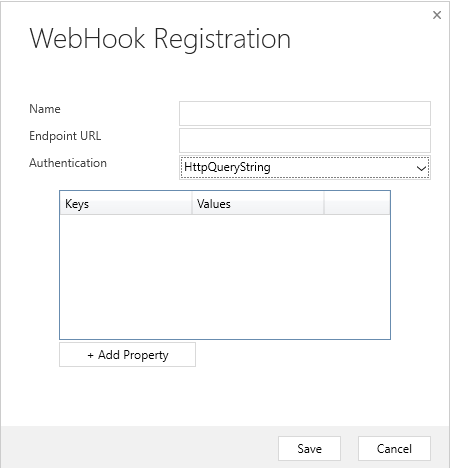 WebHook Registration
Name
Endpoint URL
Authentication
HttpQueryString
Keys Values
+ Add Property
Save Cancel